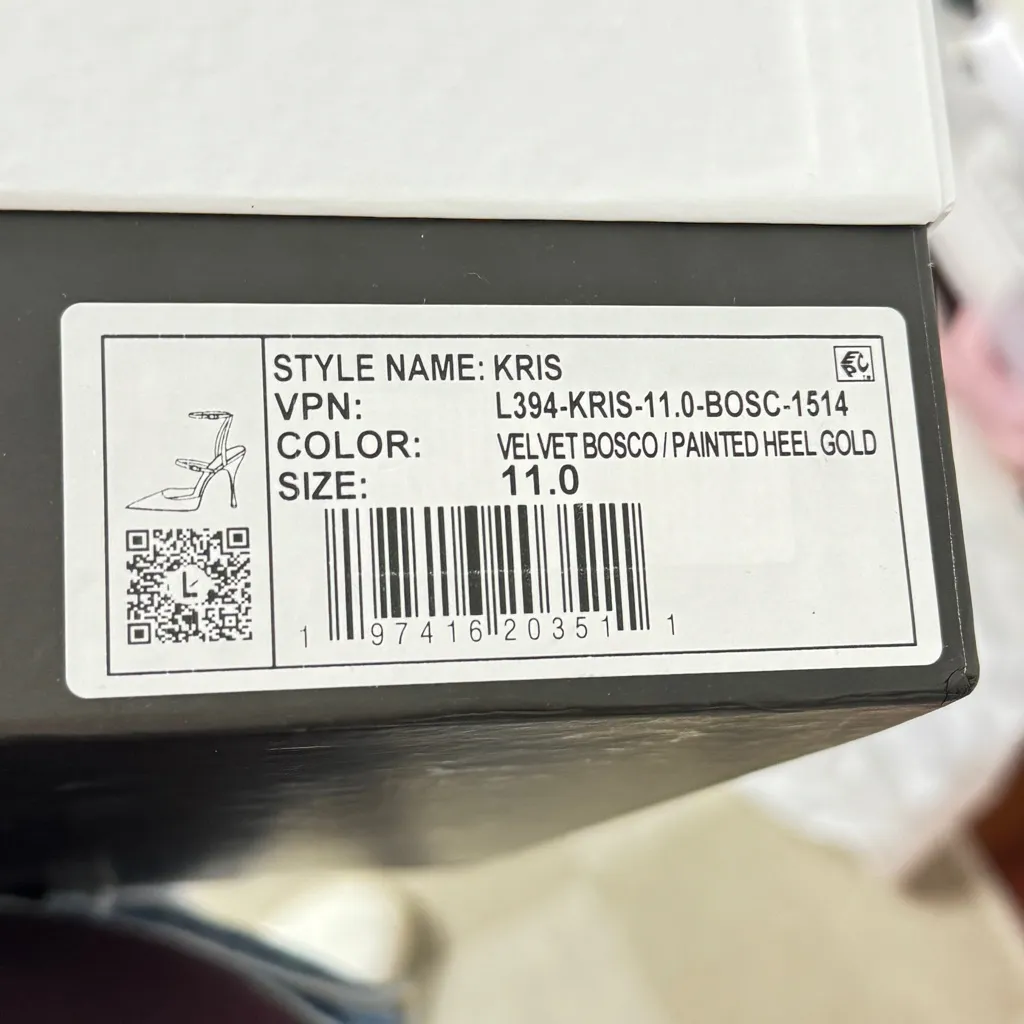 STYLE NAME: KRIS
VPN: L394-KRIS-11.0-BOSC-1514
COLOR: VELVET BOSCO / PAINTED HEEL GOLD
SIZE: 11.0
1 97416 20351 1